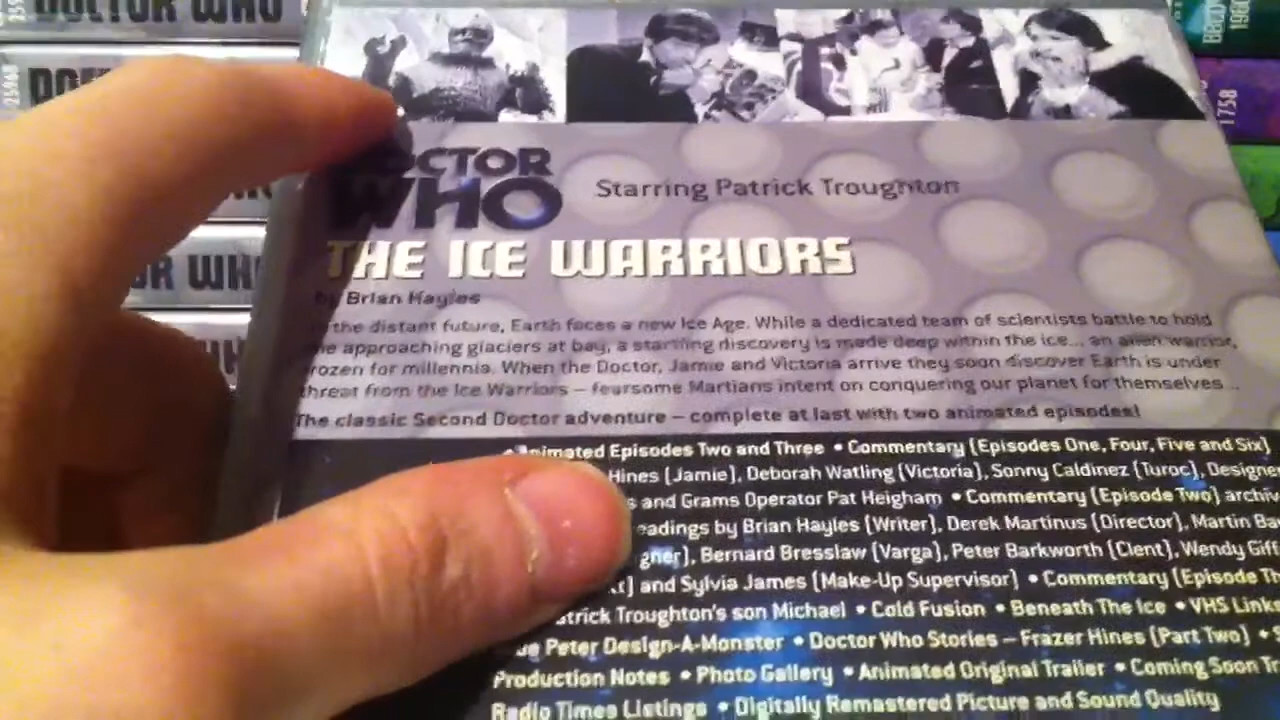 DOCTOR WHO
OCTOR
WHO
Starring Patrick Troughton
THE ICE WARRIORS
by Brian Hayles
the distant future, Earth faces a new Ice Age. While a dedicated team of scientists battle to hold
approaching glaciers at bay, a startling discovery is made deep within the ice... an alien warrior,
rozen for millennia. When the Doctor, Jamie and Victoria arrive they soon discover Earth is under
threat from the Ice Warriors – fearsome Martians intent on conquering our planet for themselves...
The classic Second Doctor adventure – complete at last with two animated episodes!
Animated Episodes Two and Three • Commentary (Episodes One, Four, Five and Six)
Hines (Jamie), Deborah Watling (Victoria), Sonny Caldinez (Turoc), Designer
s and Grams Operator Pat Heigham • Commentary (Episode Two) archiv
eadings by Brian Hayles (Writer), Derek Martinus (Director), Martin Ba
gner), Bernard Bresslaw (Varga), Peter Barkworth (Clent), Wendy Giff
) and Sylvia James (Make-Up Supervisor) • Commentary (Episode Th
atrick Troughton's son Michael • Cold Fusion • Beneath The Ice • VHS Links
ue Peter Design-A-Monster • Doctor Who Stories – Frazer Hines (Part Two) • S
Production Notes • Photo Gallery • Animated Original Trailer • Coming Soon Tr
Radio Times Listings • Digitally Remastered Picture and Sound Quality
OR WHO
1758